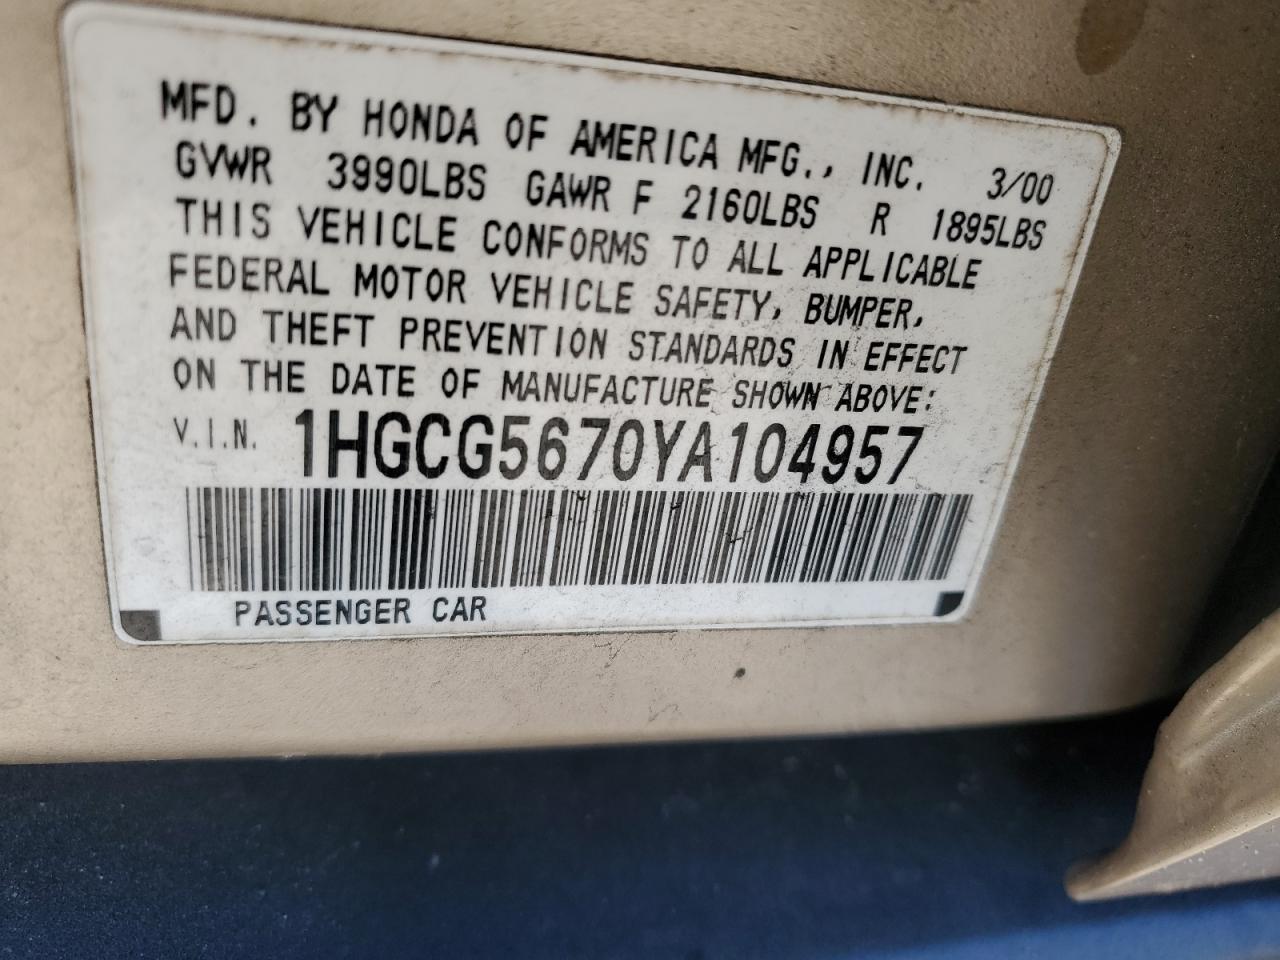 MFD. BY HONDA OF AMERICA MFG., INC. 3/00
GVWR 3990LBS GAWR F 2160LBS R 1895LBS
THIS VEHICLE CONFORMS TO ALL APPLICABLE
FEDERAL MOTOR VEHICLE SAFETY, BUMPER,
AND THEFT PREVENTION STANDARDS IN EFFECT
ON THE DATE OF MANUFACTURE SHOWN ABOVE:
V.I.N. 1HGCG5670YA104957
PASSENGER CAR